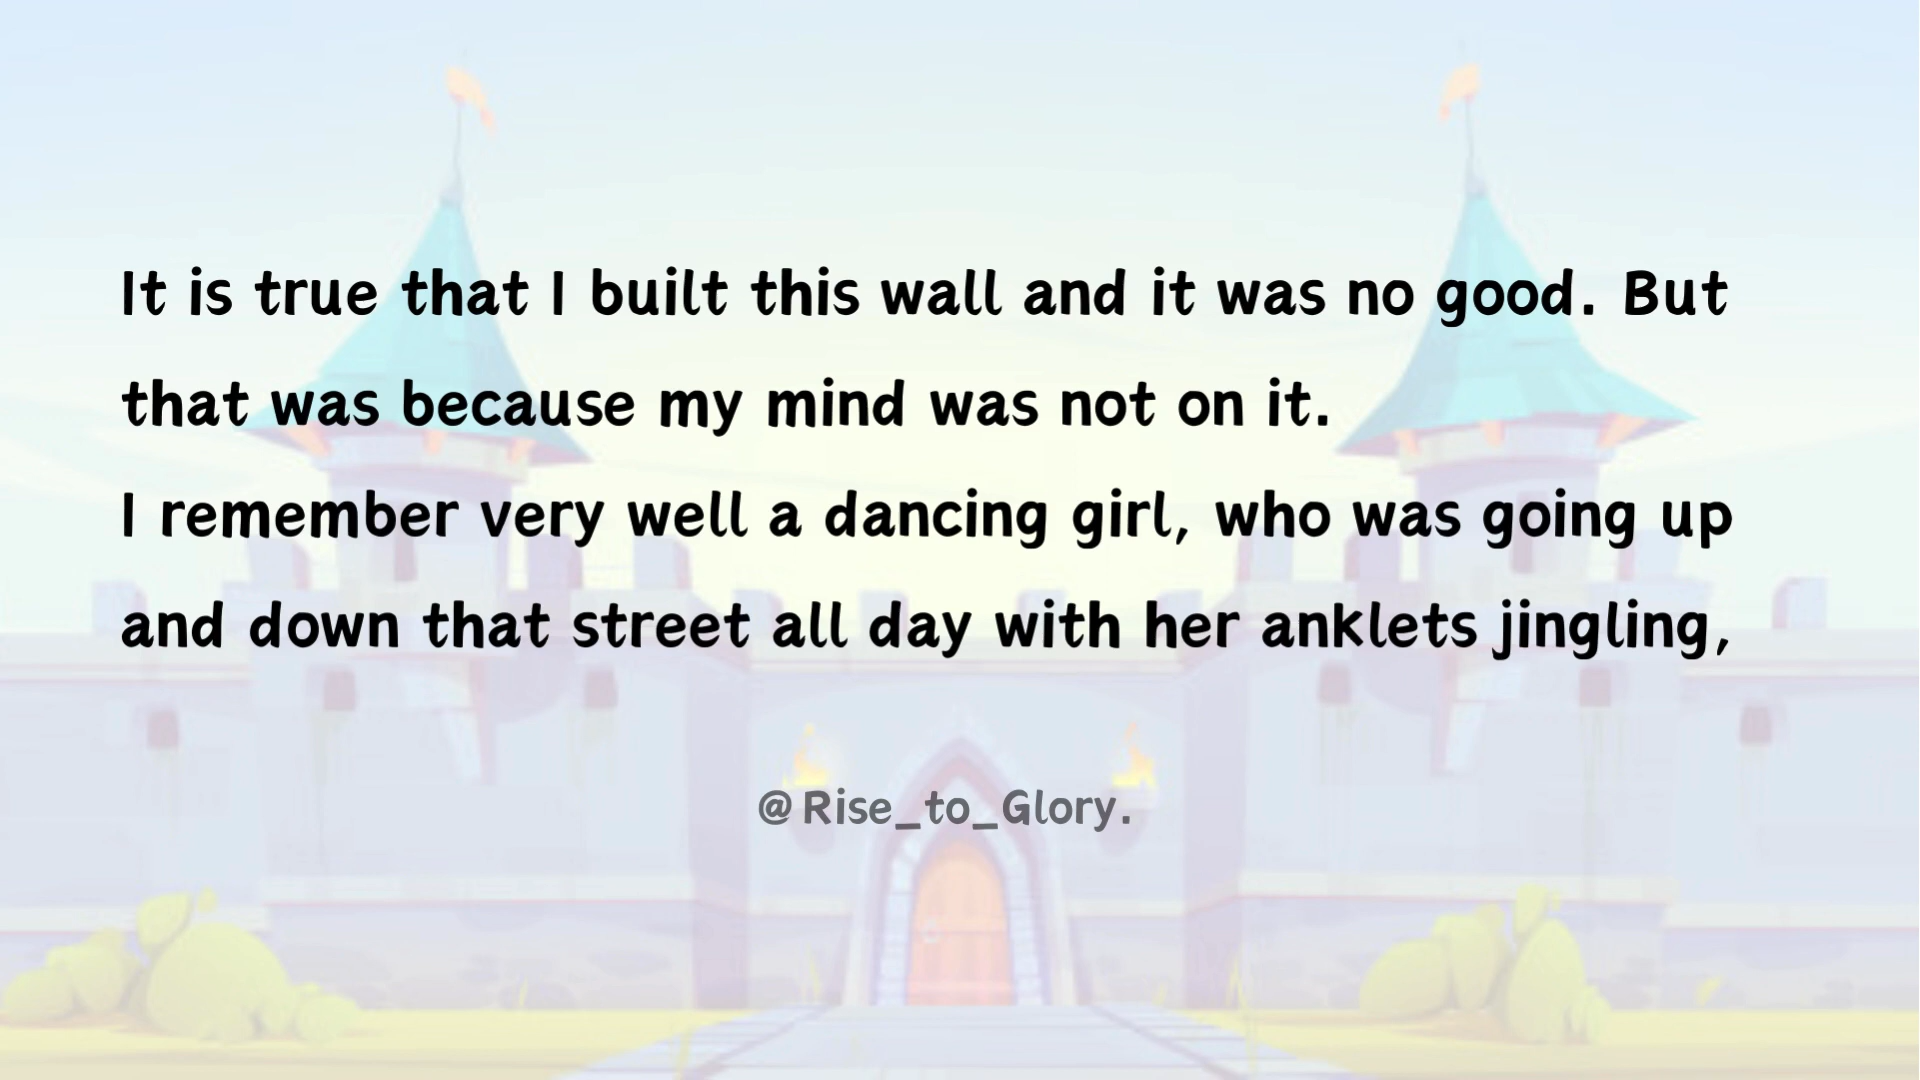 It is true that I built this wall and it was no good. But
that was because my mind was not on it.
I remember very well a dancing girl, who was going up
and down that street all day with her anklets jingling,
@Rise_to_Glory.